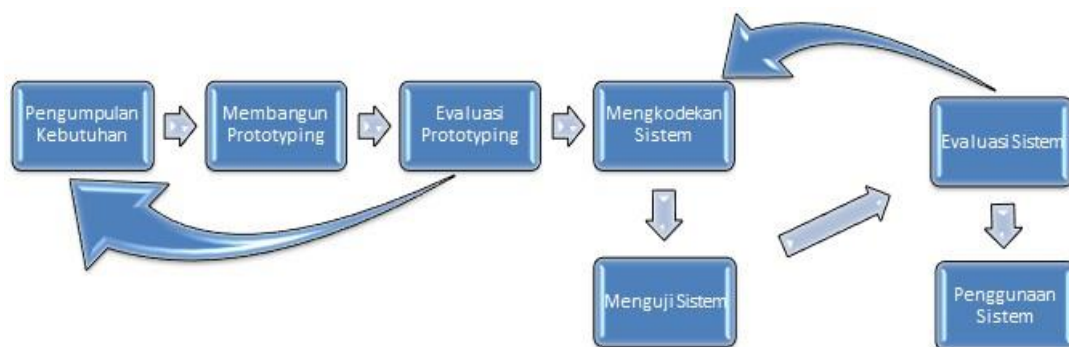 Pengumpulan
Kebutuhan
Membangun
Prototyping
Evaluasi
Prototyping
Mengkodekan
Sistem
Menguji Sistem
Evaluasi Sistem
Penggunaan
Sistem